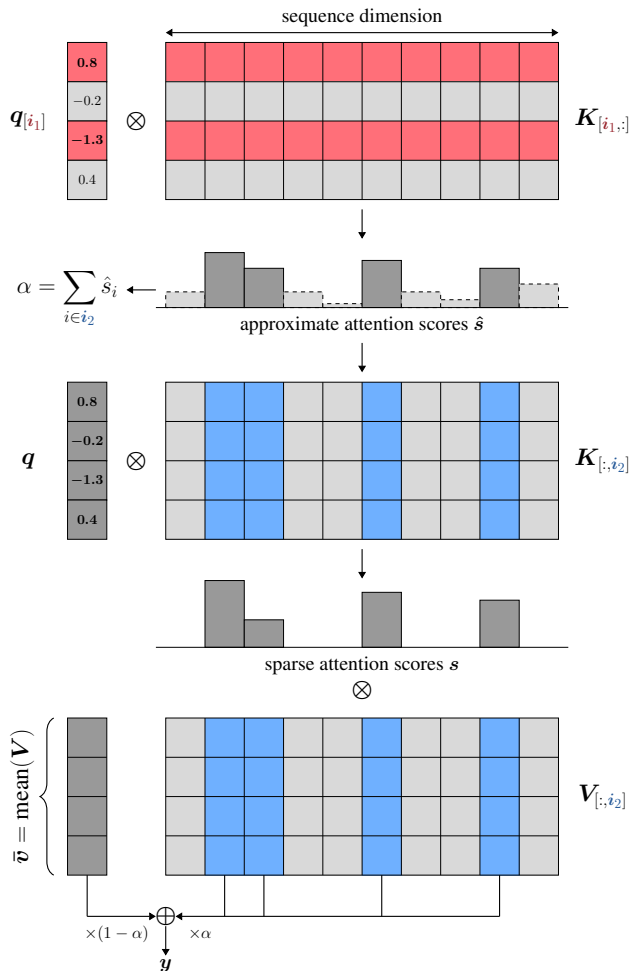 sequence dimension
0.8
−0.2
−1.3
0.4
q[i₁]
⊗
K[i₁,:]
α = ∑ i∈i₂ ŝᵢ
approximate attention scores ŝ
0.8
−0.2
−1.3
0.4
q
⊗
K[:,i₂]
sparse attention scores s
⊗
v̄ = mean(V)
V[:,i₂]
×(1 − α)
⊕
×α
y